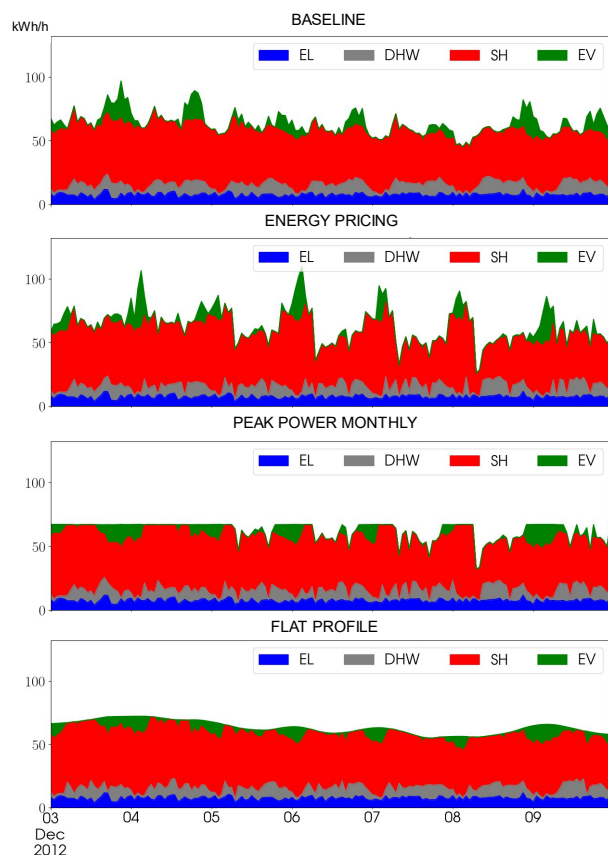 BASELINE
kWh/h
EL DHW SH EV
100
50
0
ENERGY PRICING
EL DHW SH EV
100
50
0
PEAK POWER MONTHLY
EL DHW SH EV
100
50
0
FLAT PROFILE
EL DHW SH EV
100
50
0
03 04 05 06 07 08 09
Dec
2012